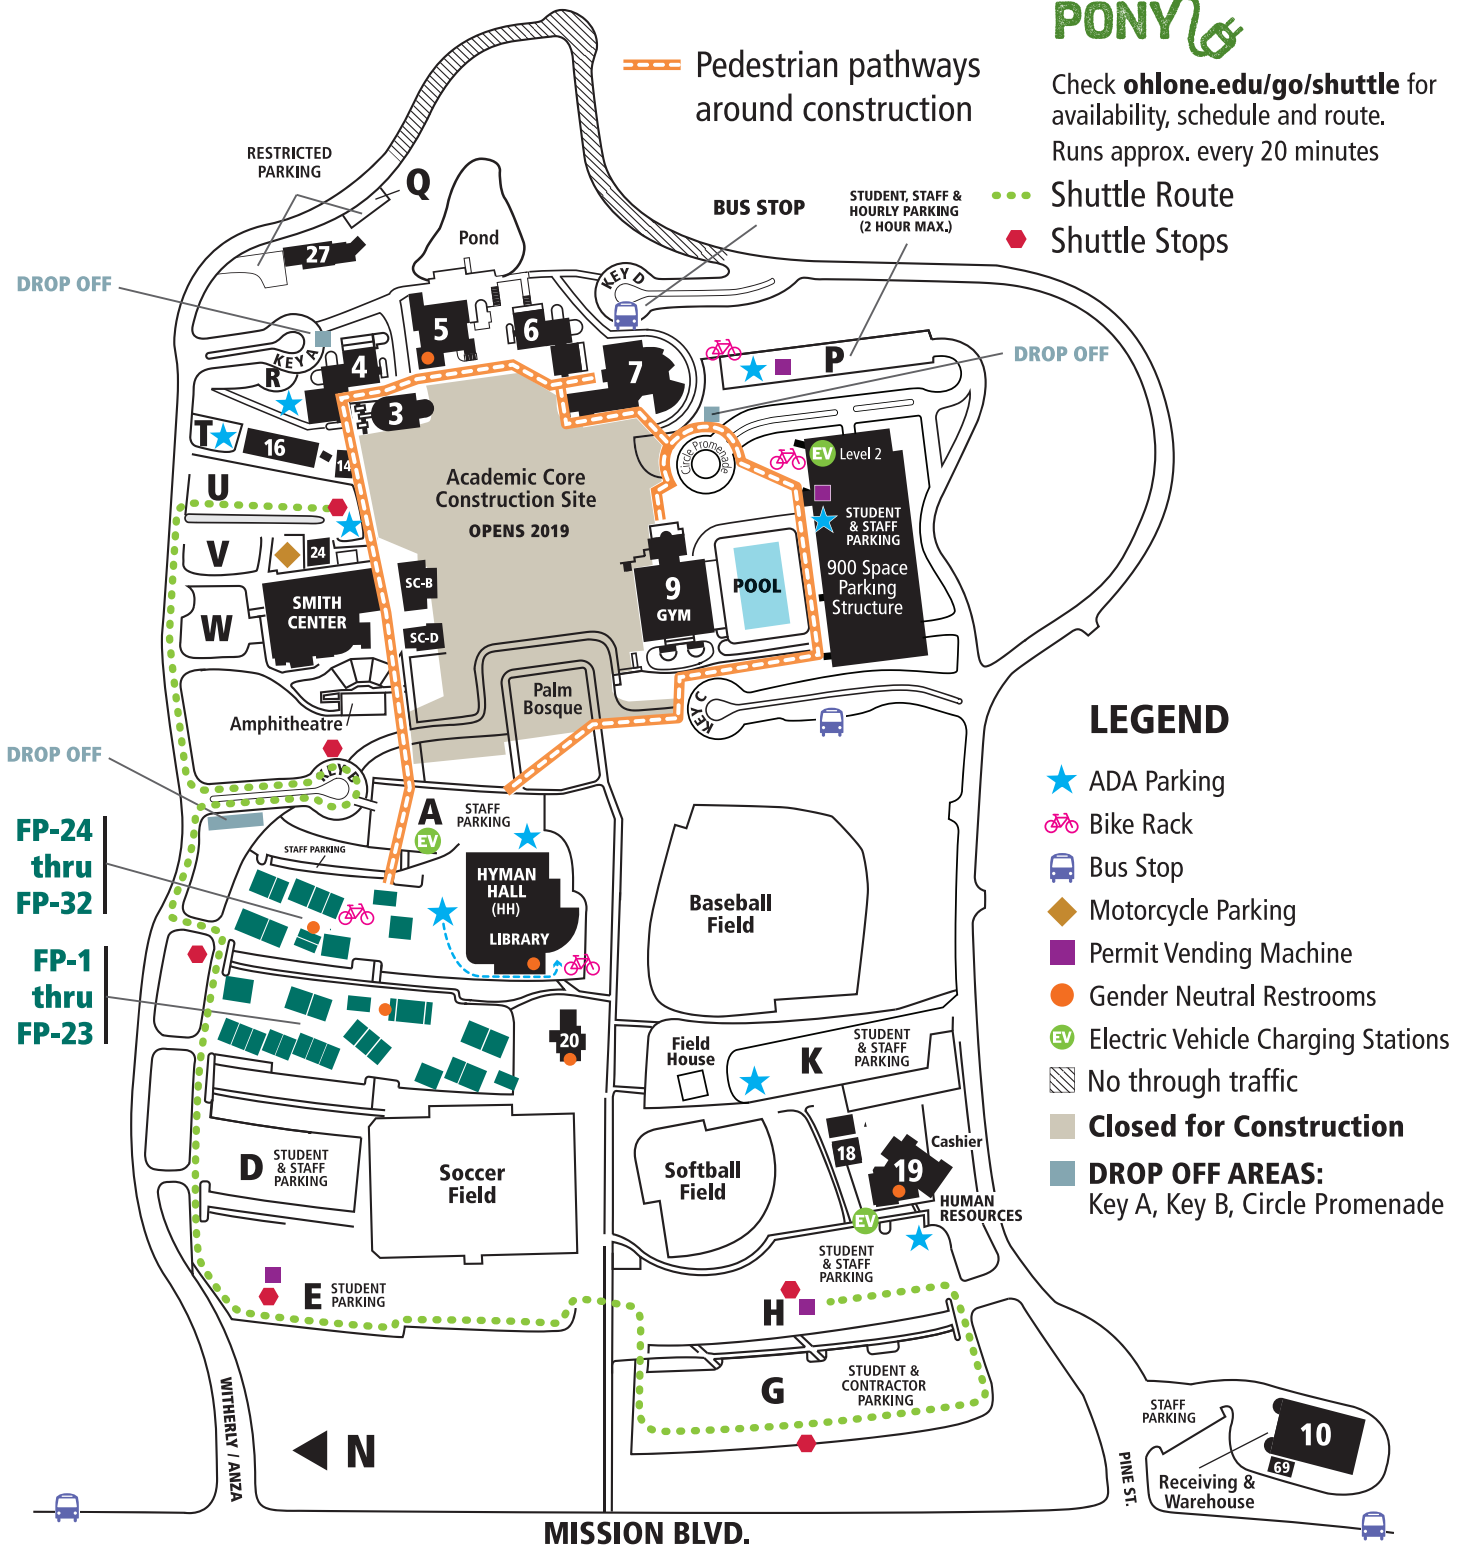 PONY
Check ohlone.edu/go/shuttle for
availability, schedule and route.
Runs approx. every 20 minutes
Shuttle Route
Shuttle Stops
Pedestrian pathways
around construction
RESTRICTED
PARKING
Q
BUS STOP
STUDENT, STAFF &
HOURLY PARKING
(2 HOUR MAX.)
Pond
27
KEY D
DROP OFF
5
6
KEY A
4
R
7
P
DROP OFF
3
T
16
14
Circle Promenade
EV
Level 2
Academic Core
Construction Site
OPENS 2019
U
STUDENT
& STAFF
PARKING
V
24
900 Space
Parking
Structure
SC-B
9
GYM
POOL
SMITH
CENTER
W
SC-D
Palm
Bosque
KEY C
Amphitheatre
DROP OFF
KEY B
LEGEND
ADA Parking
Bike Rack
Bus Stop
Motorcycle Parking
Permit Vending Machine
Gender Neutral Restrooms
EV
Electric Vehicle Charging Stations
No through traffic
Closed for Construction
DROP OFF AREAS:
Key A, Key B, Circle Promenade
A
STAFF
PARKING
EV
STAFF PARKING
FP-24
thru
FP-32
HYMAN
HALL
(HH)
LIBRARY
Baseball
Field
FP-1
thru
FP-23
20
Field
House
K
STUDENT
& STAFF
PARKING
D
STUDENT
& STAFF
PARKING
Soccer
Field
Softball
Field
18
19
Cashier
HUMAN
RESOURCES
EV
STUDENT
& STAFF
PARKING
E
STUDENT
PARKING
H
G
STUDENT &
CONTRACTOR
PARKING
WITHERLY / ANZA
N
STAFF
PARKING
10
69
PINE ST.
Receiving &
Warehouse
MISSION BLVD.